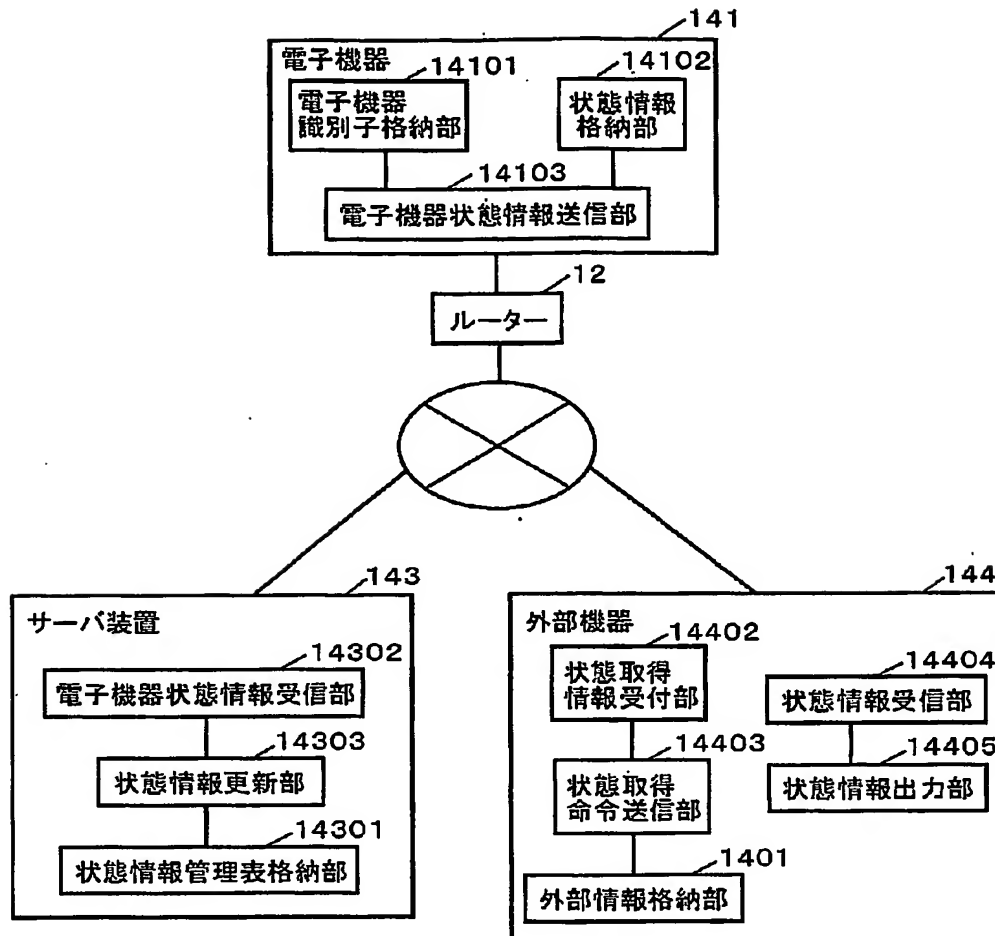 141
電子機器
14101
14102
電子機器
識別子格納部
状態情報
格納部
14103
電子機器状態情報送信部
12
ルーター
143
サーバ装置
14302
電子機器状態情報受信部
14303
状態情報更新部
14301
状態情報管理表格納部
144
外部機器
14402
状態取得
情報受付部
14404
状態情報受信部
14403
状態取得
命令送信部
14405
状態情報出力部
1401
外部情報格納部